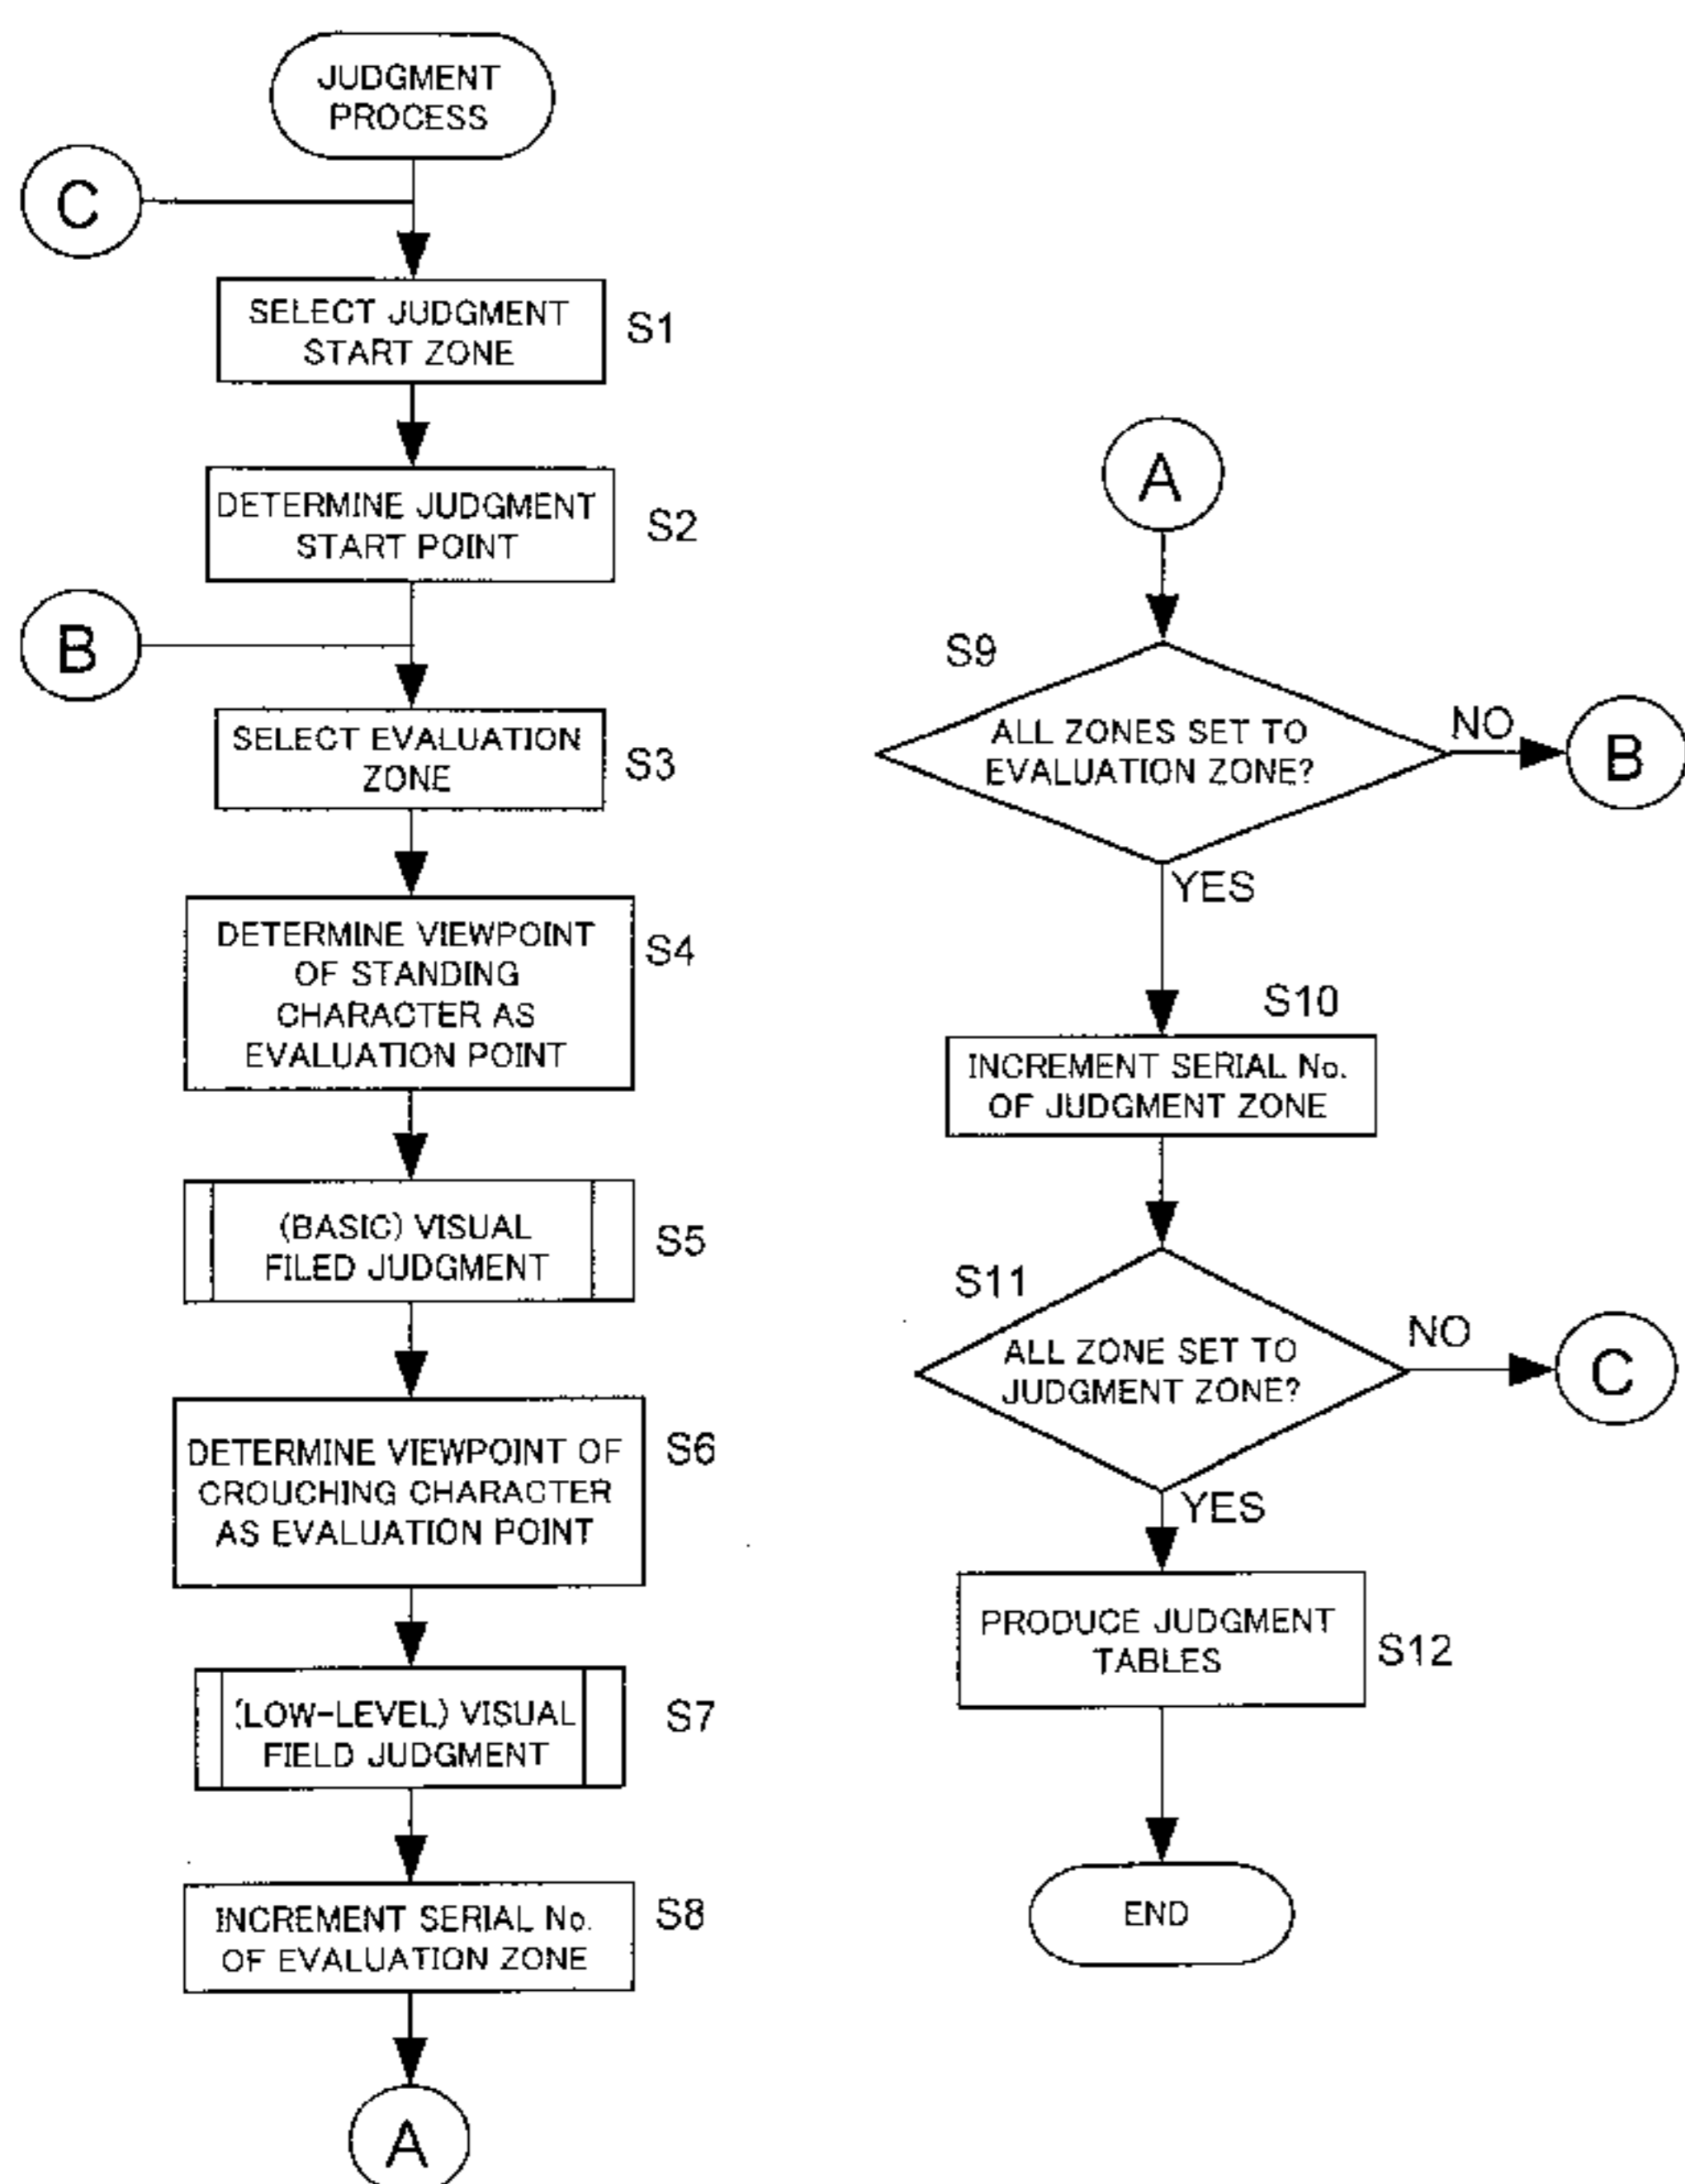 JUDGMENT
PROCESS
C
SELECT JUDGMENT
START ZONE
S1
DETERMINE JUDGMENT
START POINT
S2
B
SELECT EVALUATION
ZONE
S3
DETERMINE VIEWPOINT
OF STANDING
CHARACTER AS
EVALUATION POINT
S4
(BASIC) VISUAL
FILED JUDGMENT
S5
DETERMINE VIEWPOINT OF
CROUCHING CHARACTER
AS EVALUATION POINT
S6
(LOW-LEVEL) VISUAL
FIELD JUDGMENT
S7
INCREMENT SERIAL No.
OF EVALUATION ZONE
S8
A
A
S9
ALL ZONES SET TO
EVALUATION ZONE?
NO
B
YES
S10
INCREMENT SERIAL No.
OF JUDGMENT ZONE
S11
ALL ZONE SET TO
JUDGMENT ZONE?
NO
C
YES
PRODUCE JUDGMENT
TABLES
S12
END